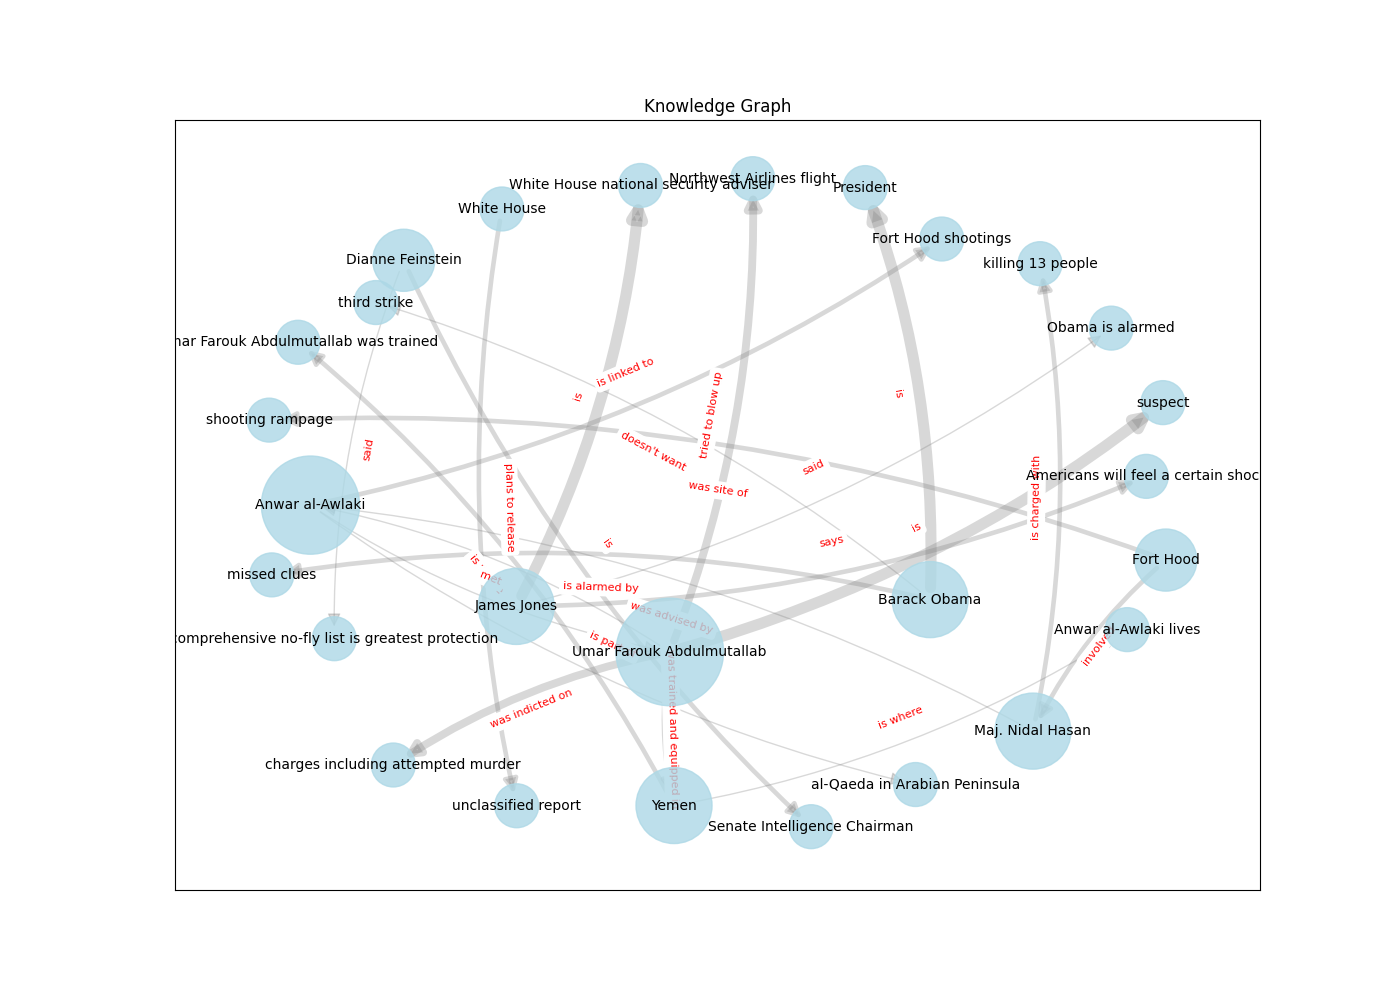 Knowledge Graph
Northwest Airlines flight
White House national security adviser
President
White House
Fort Hood shootings
Dianne Feinstein
killing 13 people
third strike
Obama is alarmed
nar Farouk Abdulmutallab was trained
is linked to
is
is
suspect
tried to blow up
shooting rampage
said
doesn't want
said
Americans will feel a certain shoc
was site of
Anwar al-Awlaki
plans to release
is charged with
is
says
is
Fort Hood
is
met
missed clues
is alarmed by
James Jones
Barack Obama
was advised by
Anwar al-Awlaki lives
comprehensive no-fly list is greatest protection
is pa
Umar Farouk Abdulmutallab
involv
was indicted on
is where
Maj. Nidal Hasan
as trained and equipped
charges including attempted murder
al-Qaeda in Arabian Peninsula
unclassified report
Yemen
Senate Intelligence Chairman